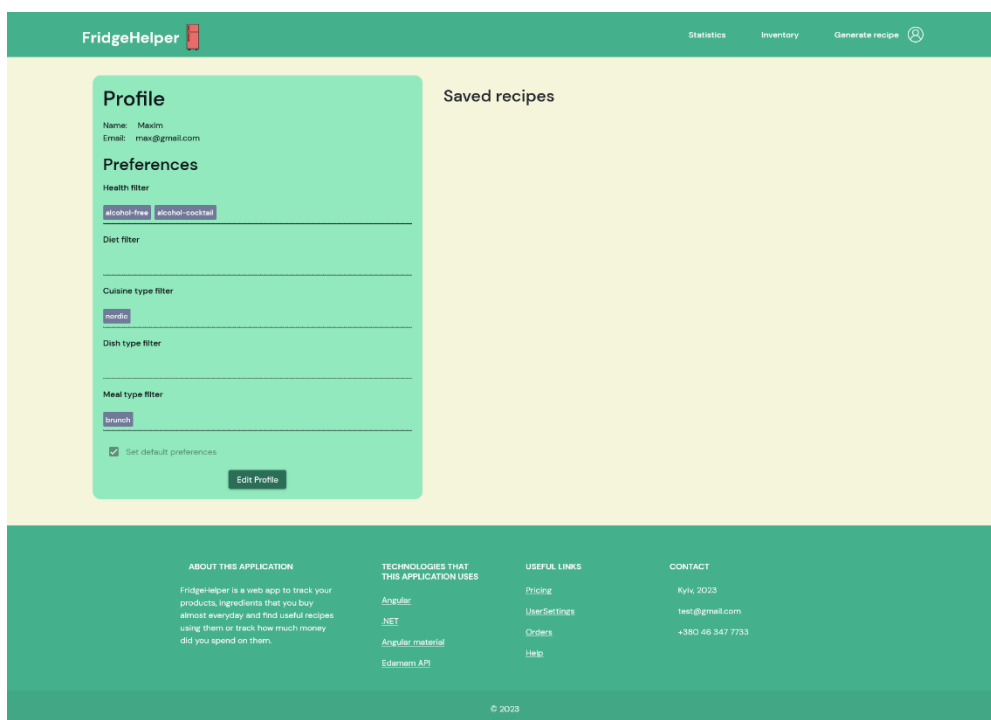 FridgeHelper
Statistics
Inventory
Generate recipe
Profile
Name: Maxim
Email: max@gmail.com
Preferences
Health filter
alcohol-free alcohol-cocktail
Diet filter
Cuisine type filter
nordic
Dish type filter
Meal type filter
brunch
Set default preferences
Edit Profile
Saved recipes
ABOUT THIS APPLICATION
FridgeHelper is a web app to track your
products, ingredients that you buy
almost everyday and find useful recipes
using them or track how much money
did you spend on them.
TECHNOLOGIES THAT
THIS APPLICATION USES
Angular
.NET
Angular material
Edamam API
USEFUL LINKS
Pricing
UserSettings
Orders
Help
CONTACT
Kyiv, 2023
test@gmail.com
+380 46 347 7733
© 2023